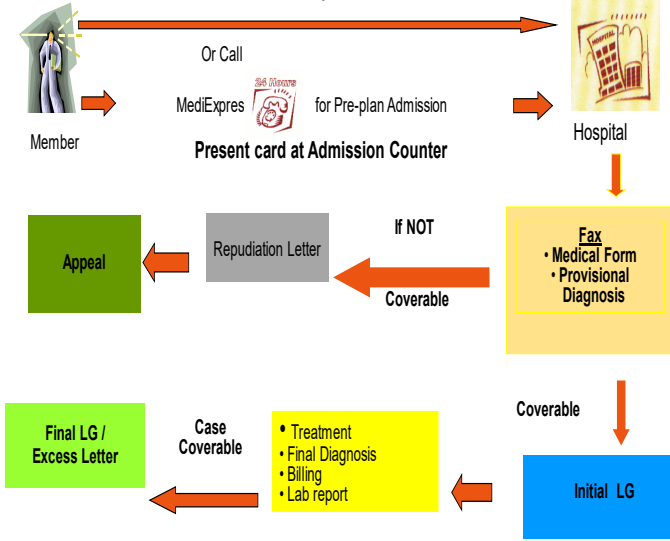 Or Call
24 Hours
MediExpres for Pre-plan Admission
HOSPITAL
Member
Hospital
Present card at Admission Counter
Fax
• Medical Form
• Provisional
Diagnosis
If NOT
Coverable
Repudiation Letter
Appeal
Coverable
Initial LG
• Treatment
• Final Diagnosis
• Billing
• Lab report
Case
Coverable
Final LG /
Excess Letter